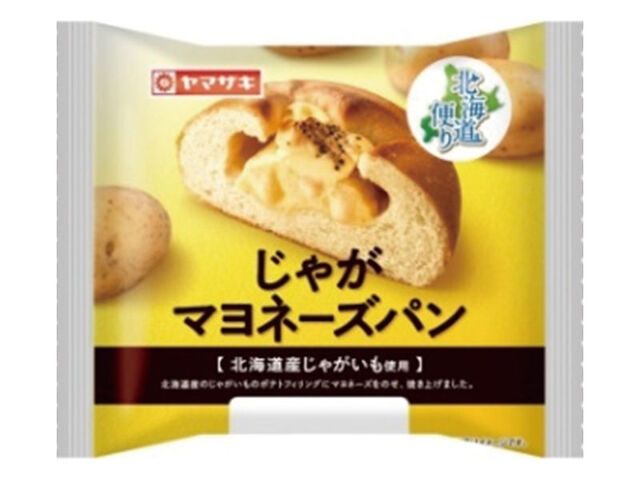 ヤマザキ
北海道
便り
じゃが
マヨネーズパン
【 北海道産じゃがいも使用 】
北海道産のじゃがいものポテトフィリングにマヨネーズをのせ、焼き上げました。